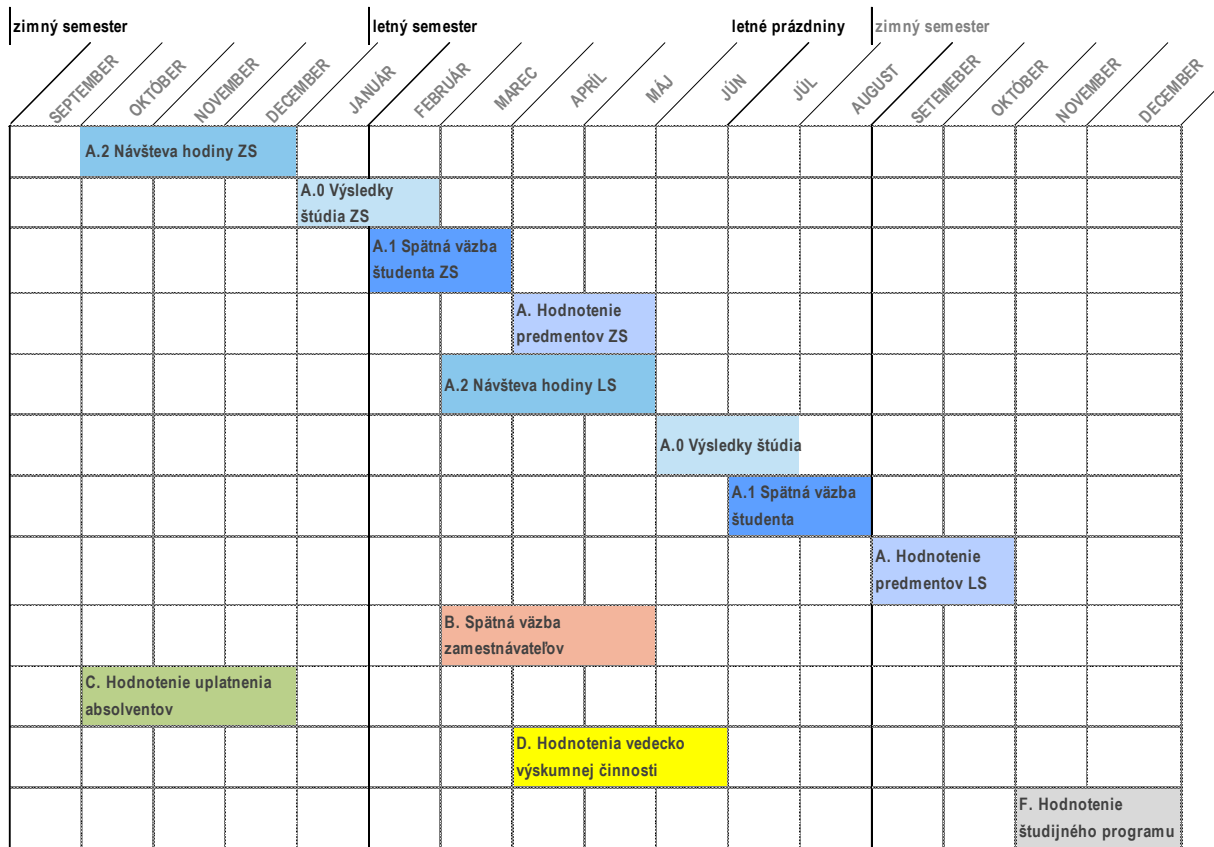 zimný semester
letný semester
letné prázdniny
zimný semester
SEPTEMBER
OKTÓBER
NOVEMBER
DECEMBER
JANUÁR
FEBRUÁR
MAREC
APRÍL
MÁJ
JÚN
JÚL
AUGUST
SETEMEBER
OKTÓBER
NOVEMBER
DECEMBER
A.2 Návšteva hodiny ZS
A.0 Výsledky
štúdia ZS
A.1 Spätná väzba
študenta ZS
A. Hodnotenie
predmentov ZS
A.2 Návšteva hodiny LS
A.0 Výsledky štúdia
A.1 Spätná väzba
študenta
A. Hodnotenie
predmentov LS
B. Spätná väzba
zamestnávateľov
C. Hodnotenie uplatnenia
absolventov
D. Hodnotenia vedecko
výskumnej činnosti
F. Hodnotenie
študijného programu